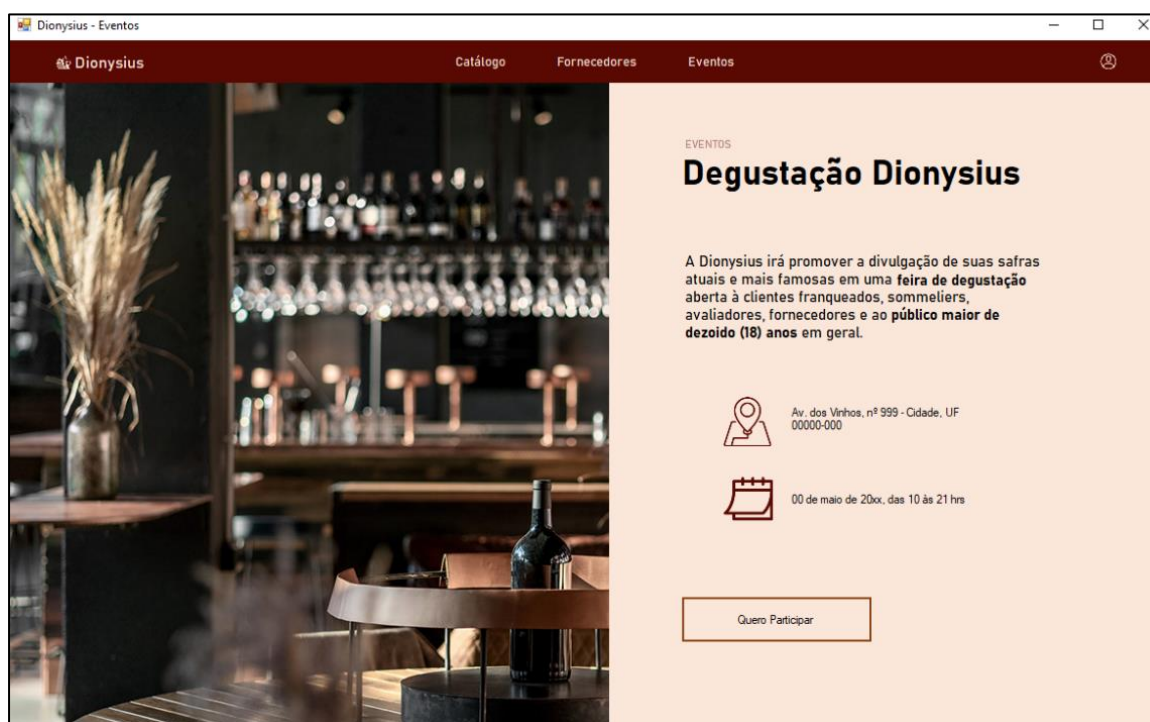 Dionysius - Eventos
Dionysius
Catálogo Fornecedores Eventos
EVENTOS
Degustação Dionysius
A Dionysius irá promover a divulgação de suas safras
atuais e mais famosas em uma feira de degustação
aberta à clientes franqueados, sommeliers,
avaliadores, fornecedores e ao público maior de
dezoido (18) anos em geral.
Av. dos Vinhos, nº 999 - Cidade, UF
00000-000
00 de maio de 20xx, das 10 às 21 hrs
Quero Participar